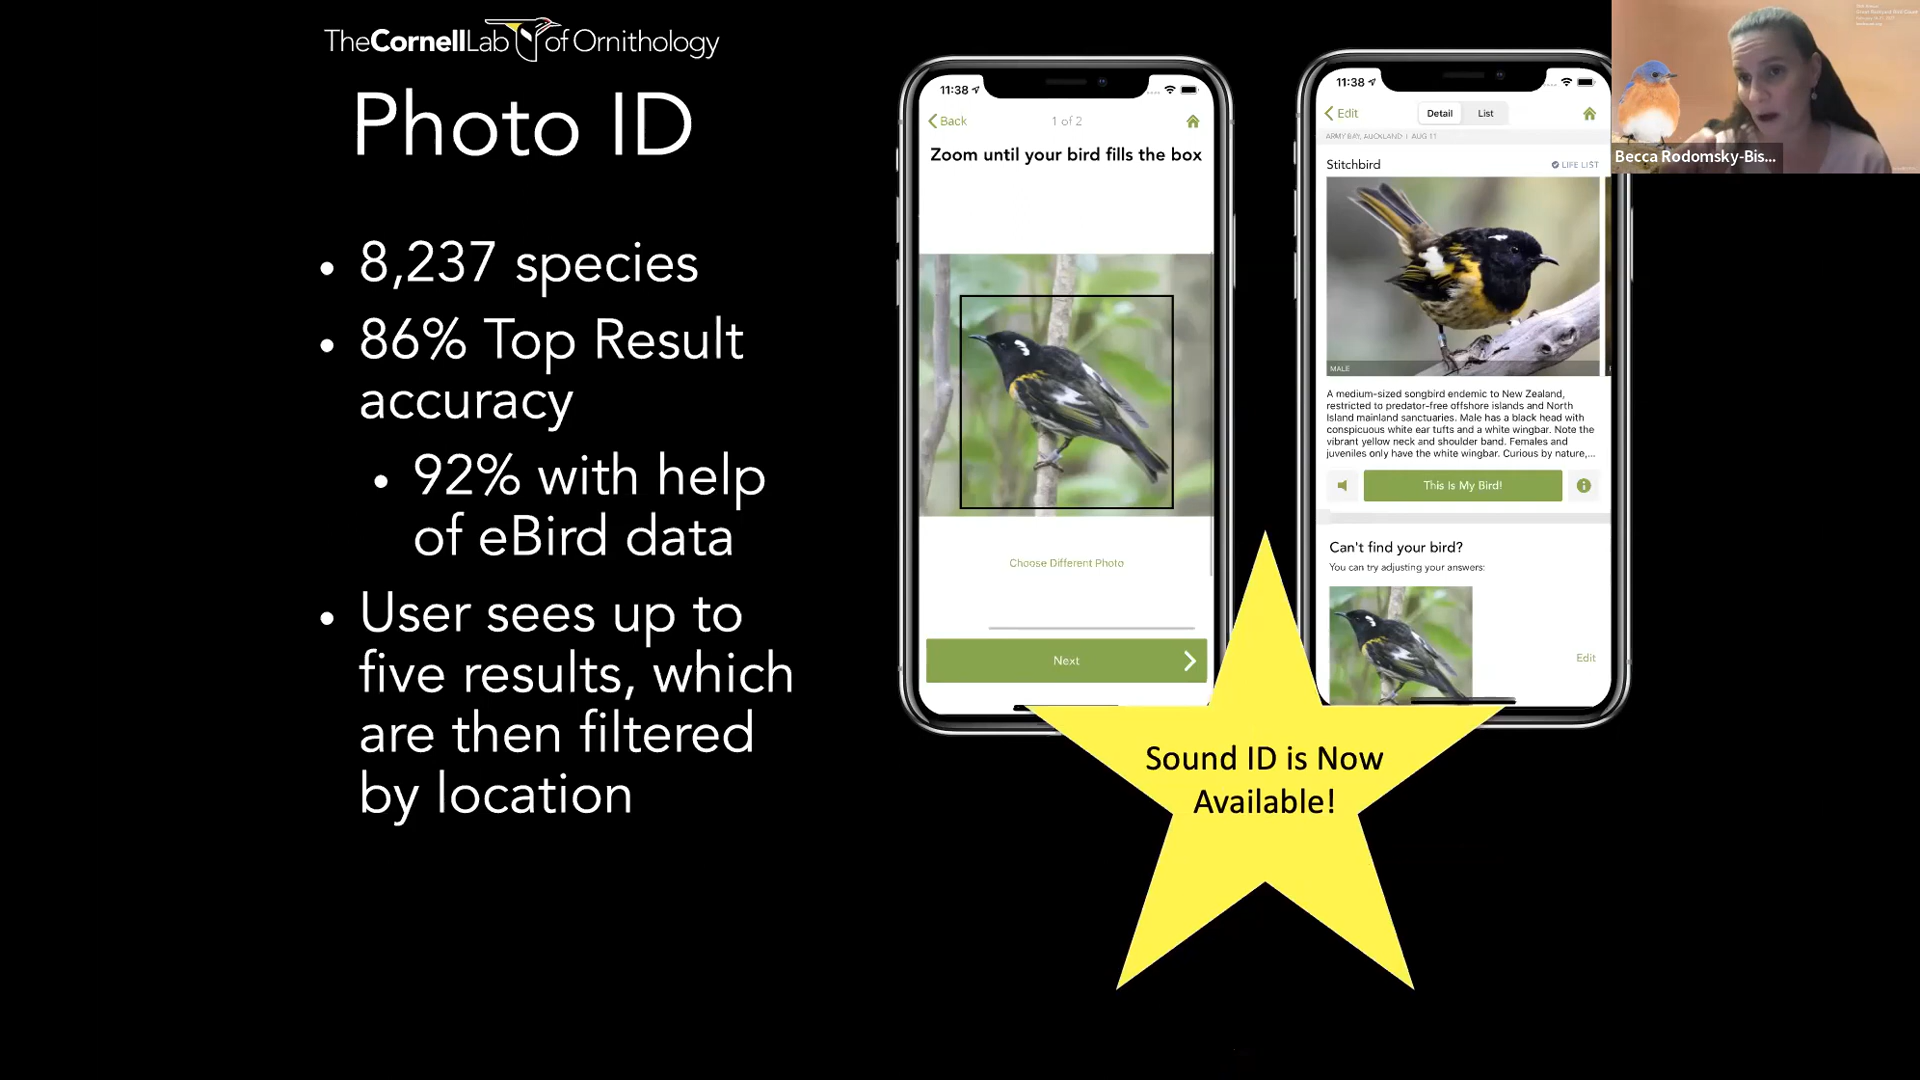 TheCornellLab of Ornithology
Photo ID
• 8,237 species
• 86% Top Result
accuracy
• 92% with help
of eBird data
• User sees up to
five results, which
are then filtered
by location
11:38
Back
1 of 2
Zoom until your bird fills the box
Choose Different Photo
Next
11:38
Edit
Detail
List
ARMY BAY, AUCKLAND | AUG 11
Stitchbird
LIFE LIST
MALE
A medium-sized songbird endemic to New Zealand,
restricted to predator-free offshore islands and North
Island mainland sanctuaries. Male has a black head with
conspicuous white ear tufts and a white wingbar. Note the
vibrant yellow neck and shoulder band. Females and
juveniles only have the white wingbar. Curious by nature,...
This Is My Bird!
Can't find your bird?
You can try adjusting your answers:
Edit
Sound ID is Now
Available!
Becca Rodomsky-Bis...